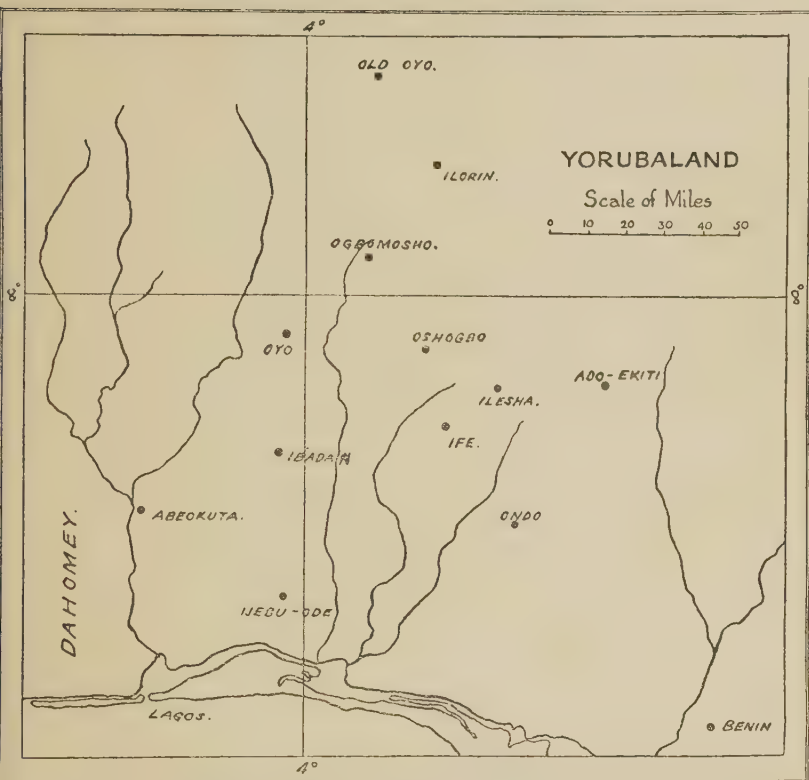 4°
OLD OYO.
YORUBALAND
ILORIN.
Scale of Miles
0 10 20 30 40 50
OGBOMOSHO.
8°
8°
OYO
OSHOGBO
ADO-EKITI
ILESHA.
IFE.
IBADAN
ABEOKUTA.
ONDO
DAHOMEY.
IJEBU-ODE
LAGOS.
BENIN
4°